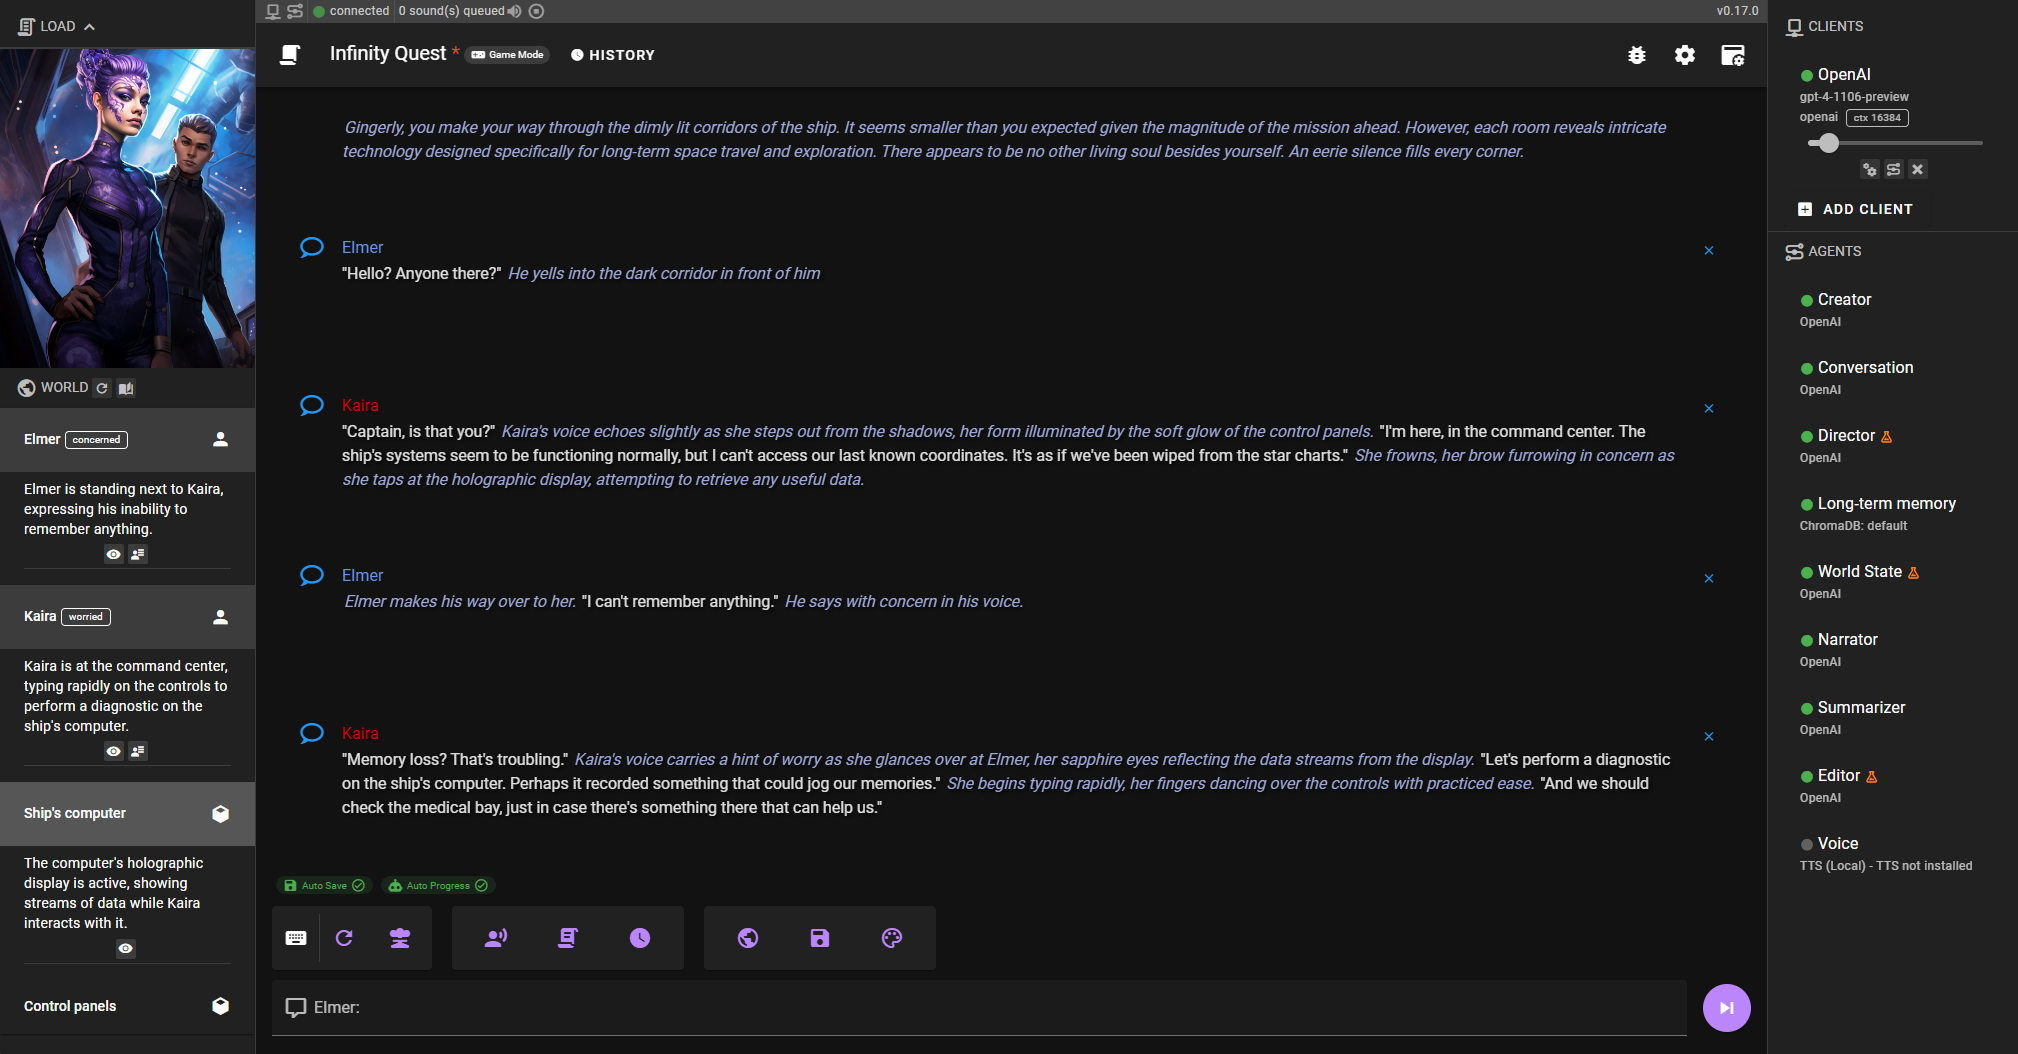 LOAD
connected
0 sound(s) queued
v0.17.0
Infinity Quest *
Game Mode
HISTORY
Gingerly, you make your way through the dimly lit corridors of the ship. It seems smaller than you expected given the magnitude of the mission ahead. However, each room reveals intricate
technology designed specifically for long-term space travel and exploration. There appears to be no other living soul besides yourself. An eerie silence fills every corner.
Elmer
"Hello? Anyone there?" He yells into the dark corridor in front of him
Kaira
"Captain, is that you?" Kaira's voice echoes slightly as she steps out from the shadows, her form illuminated by the soft glow of the control panels. "I'm here, in the command center. The
ship's systems seem to be functioning normally, but I can't access our last known coordinates. It's as if we've been wiped from the star charts." She frowns, her brow furrowing in concern as
she taps at the holographic display, attempting to retrieve any useful data.
Elmer
Elmer makes his way over to her. "I can't remember anything." He says with concern in his voice.
Kaira
"Memory loss? That's troubling." Kaira's voice carries a hint of worry as she glances over at Elmer, her sapphire eyes reflecting the data streams from the display. "Let's perform a diagnostic
on the ship's computer. Perhaps it recorded something that could jog our memories." She begins typing rapidly, her fingers dancing over the controls with practiced ease. "And we should
check the medical bay, just in case there's something there that can help us."
Auto Save
Auto Progress
Elmer:
WORLD
Elmer concerned
Elmer is standing next to Kaira,
expressing his inability to
remember anything.
Kaira worried
Kaira is at the command center,
typing rapidly on the controls to
perform a diagnostic on the
ship's computer.
Ship's computer
The computer's holographic
display is active, showing
streams of data while Kaira
interacts with it.
Control panels
CLIENTS
OpenAI
gpt-4-1106-preview
openai ctx 16384
ADD CLIENT
AGENTS
Creator
OpenAI
Conversation
OpenAI
Director
OpenAI
Long-term memory
ChromaDB: default
World State
OpenAI
Narrator
OpenAI
Summarizer
OpenAI
Editor
OpenAI
Voice
TTS (Local) - TTS not installed